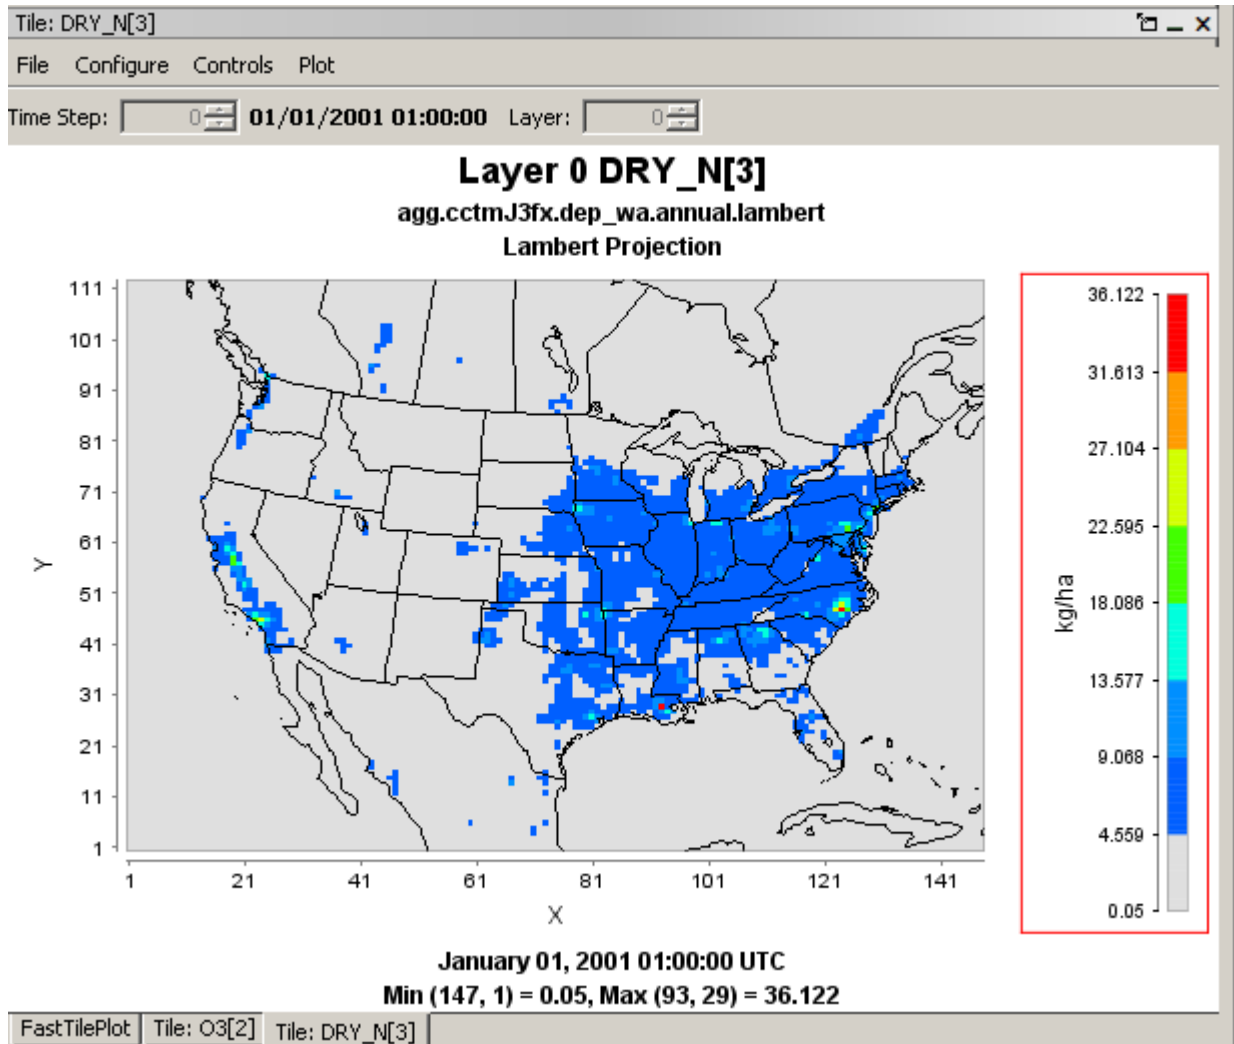 Tile: DRY_N[3]
File Configure Controls Plot
Time Step: 0 01/01/2001 01:00:00 Layer: 0
Layer 0 DRY_N[3]
agg.cctmJ3fx.dep_wa.annual.lambert
Lambert Projection
111
101
91
81
71
61
51
41
31
21
11
1
Y
1 21 41 61 81 101 121 141
X
36.122
31.613
27.104
22.595
18.086
13.577
9.068
4.559
0.05
kg/ha
January 01, 2001 01:00:00 UTC
Min (147, 1) = 0.05, Max (93, 29) = 36.122
FastTilePlot Tile: O3[2] Tile: DRY_N[3]